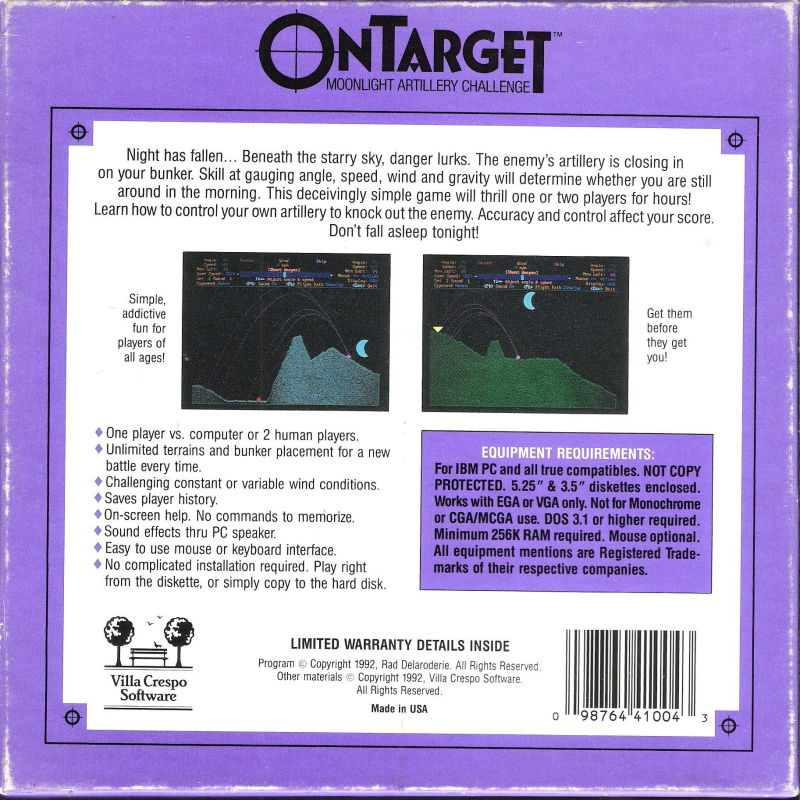 ONTARGET™
MOONLIGHT ARTILLERY CHALLENGE
Night has fallen... Beneath the starry sky, danger lurks. The enemy's artillery is closing in
on your bunker. Skill at gauging angle, speed, wind and gravity will determine whether you are still
around in the morning. This deceivingly simple game will thrill one or two players for hours!
Learn how to control your own artillery to knock out the enemy. Accuracy and control affect your score.
Don't fall asleep tonight!
Simple,
addictive
fun for
players of
all ages!
Get them
before
they get
you!
♦ One player vs. computer or 2 human players.
♦ Unlimited terrains and bunker placement for a new
battle every time.
♦ Challenging constant or variable wind conditions.
♦ Saves player history.
♦ On-screen help. No commands to memorize.
♦ Sound effects thru PC speaker.
♦ Easy to use mouse or keyboard interface.
♦ No complicated installation required. Play right
from the diskette, or simply copy to the hard disk.
EQUIPMENT REQUIREMENTS:
For IBM PC and all true compatibles. NOT COPY
PROTECTED. 5.25" & 3.5" diskettes enclosed.
Works with EGA or VGA only. Not for Monochrome
or CGA/MCGA use. DOS 3.1 or higher required.
Minimum 256K RAM required. Mouse optional.
All equipment mentions are Registered Trade-
marks of their respective companies.
Villa Crespo
Software
LIMITED WARRANTY DETAILS INSIDE
Program © Copyright 1992, Rad Delaroderie. All Rights Reserved.
Other materials © Copyright 1992, Villa Crespo Software.
All Rights Reserved.
Made in USA
0 98764 41004 3